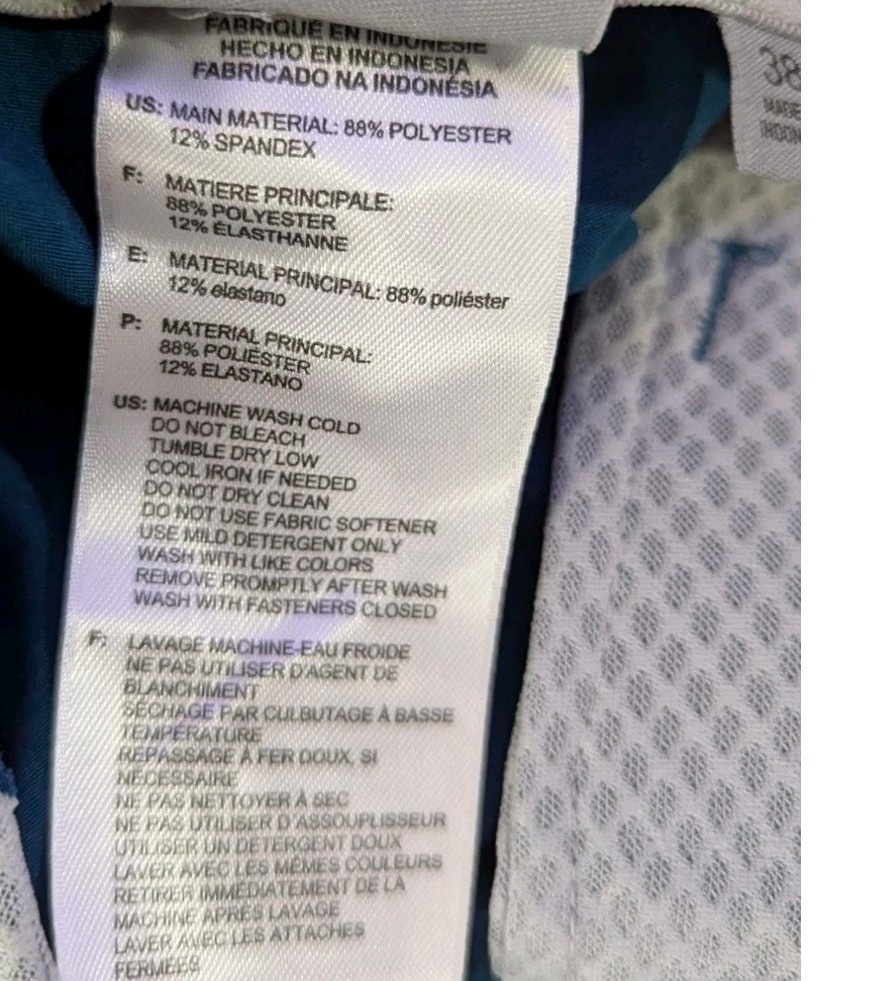 FABRIQUÉ EN INDONÉSIE
HECHO EN INDONESIA
FABRICADO NA INDONÉSIA
US: MAIN MATERIAL: 88% POLYESTER
12% SPANDEX
F: MATIERE PRINCIPALE:
88% POLYESTER
12% ÉLASTHANNE
E: MATERIAL PRINCIPAL: 88% poliéster
12% elastano
P: MATERIAL PRINCIPAL:
88% POLIÉSTER
12% ELASTANO
US: MACHINE WASH COLD
DO NOT BLEACH
TUMBLE DRY LOW
COOL IRON IF NEEDED
DO NOT DRY CLEAN
DO NOT USE FABRIC SOFTENER
USE MILD DETERGENT ONLY
WASH WITH LIKE COLORS
REMOVE PROMPTLY AFTER WASH
WASH WITH FASTENERS CLOSED
F: LAVAGE MACHINE-EAU FROIDE
NE PAS UTILISER D'AGENT DE
BLANCHIMENT
SÉCHAGE PAR CULBUTAGE À BASSE
TEMPÉRATURE
REPASSAGE À FER DOUX, SI
NÉCESSAIRE
NE PAS NETTOYER À SEC
NE PAS UTILISER D'ASSOUPLISSEUR
UTILISER UN DÉTERGENT DOUX
LAVER AVEC LES MÊMES COULEURS
RETIRER IMMÉDIATEMENT DE LA
MACHINE APRÈS LAVAGE
LAVER AVEC LES ATTACHES
FERMÉES
38
MADE
INDON